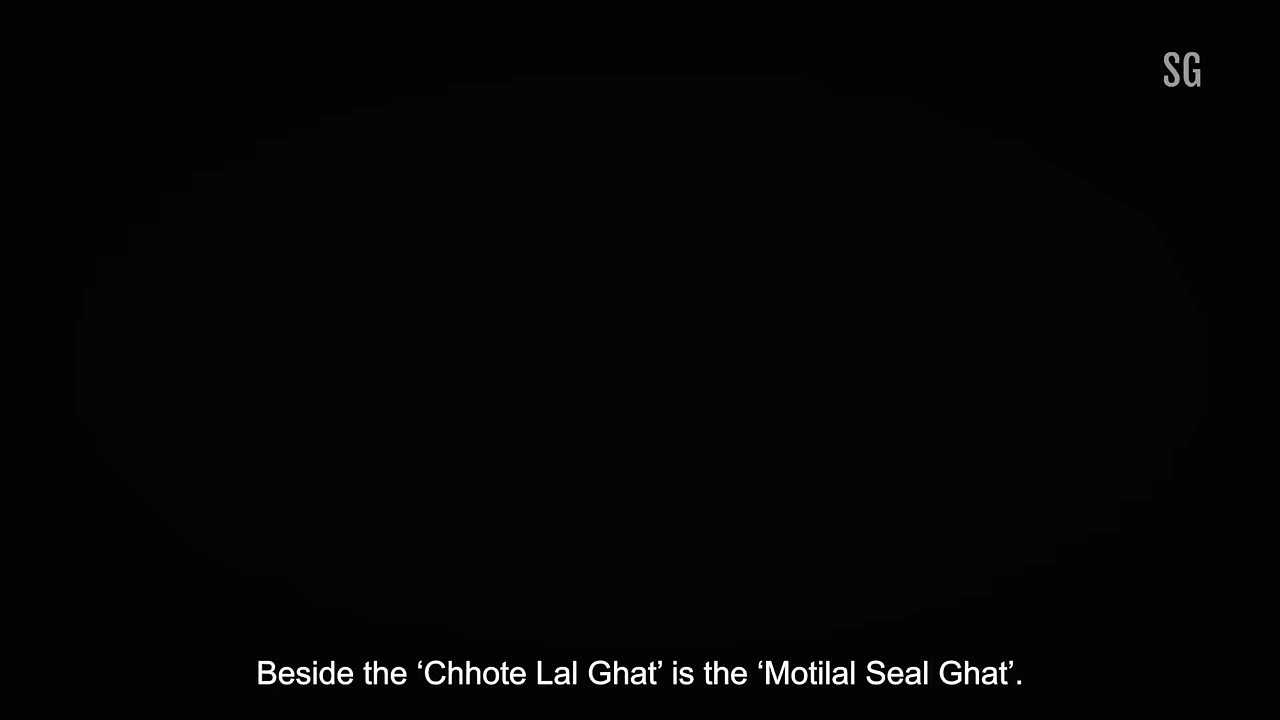 SG
Beside the ‘Chhote Lal Ghat’ is the ‘Motilal Seal Ghat’.